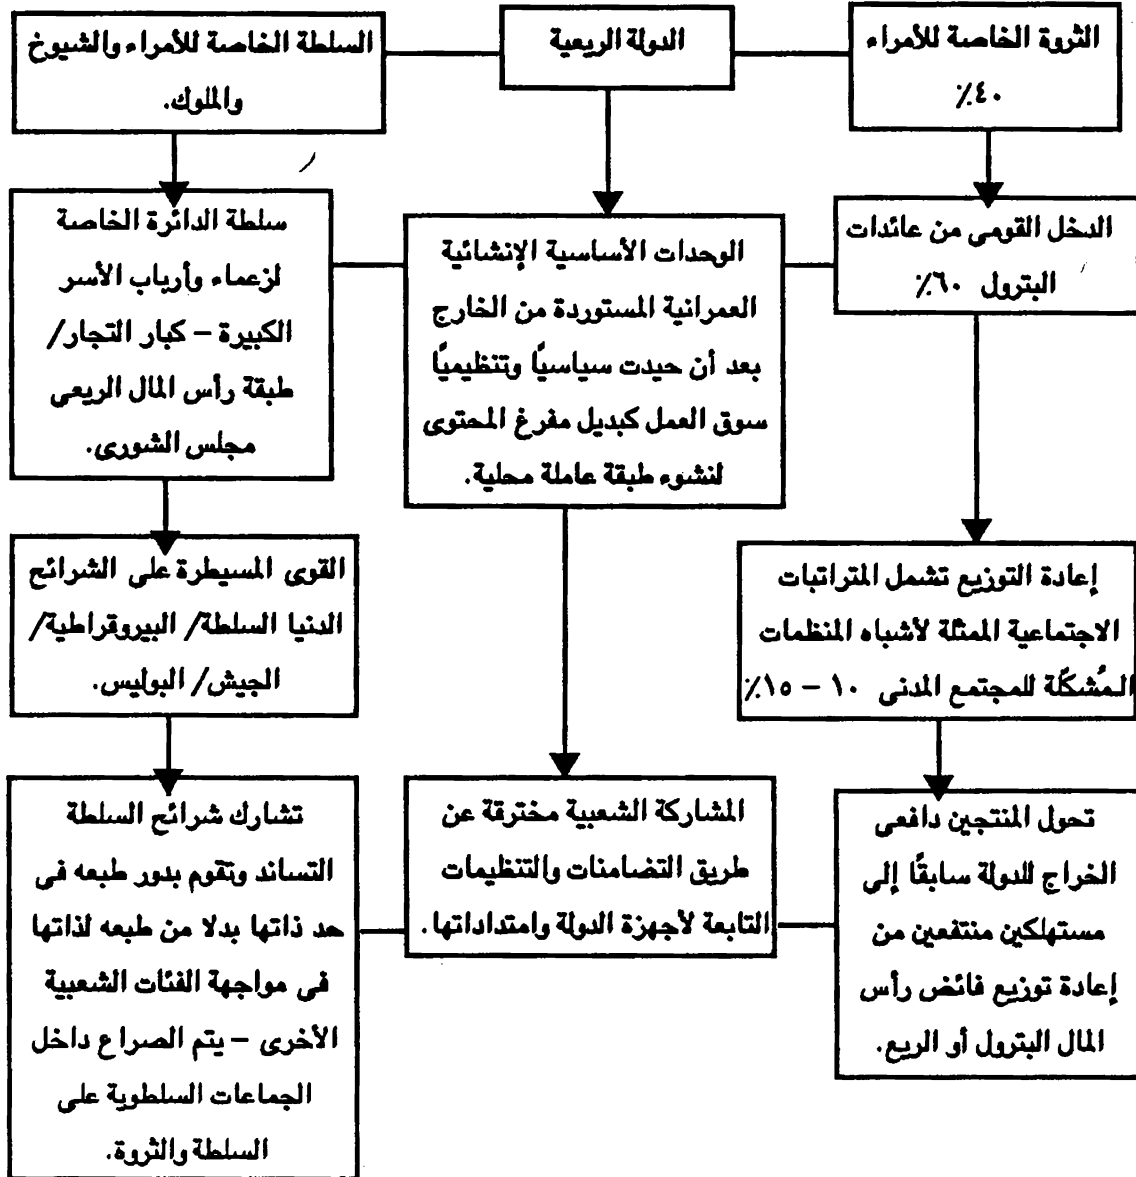 الثروة الخاصة للأمراء
٤٠٪
الدولة الريعية
السلطة الخاصة للأمراء والشيوخ
والملوك.
الدخل القومى من عائدات
البترول ٦٠٪
الوحدات الأساسية الإنشائية
العمرانية المستوردة من الخارج
بعد أن حيدت سياسيًا وتنظيميًا
سوق العمل كبديل مفرغ المحتوى
لنشوء طبقة عاملة محلية.
سلطة الدائرة الخاصة
لزعماء وأرباب الأسر
الكبيرة – كبار التجار/
طبقة رأس المال الريعى
مجلس الشورى.
إعادة التوزيع تشمل المتراتبات
الاجتماعية الممثلة لأشباه المنظمات
المُشكّلة للمجتمع المدنى ١٠ – ١٥٪
القوى المسيطرة على الشرائح
الدنيا السلطة/ البيروقراطية/
الجيش/ البوليس.
تحول المنتجين دافعى
الخراج للدولة سابقًا إلى
مستهلكين منتفعين من
إعادة توزيع فائض رأس
المال البترول أو الريع.
المشاركة الشعبية مخترقة عن
طريق التضامنات والتنظيمات
التابعة لأجهزة الدولة وامتداداتها.
تشارك شرائح السلطة
التساند وتقوم بدور طبعه فى
حد ذاتها بدلا من طبعه لذاتها
فى مواجهة الفئات الشعبية
الأخرى – يتم الصراع داخل
الجماعات السلطوية على
السلطة والثروة.